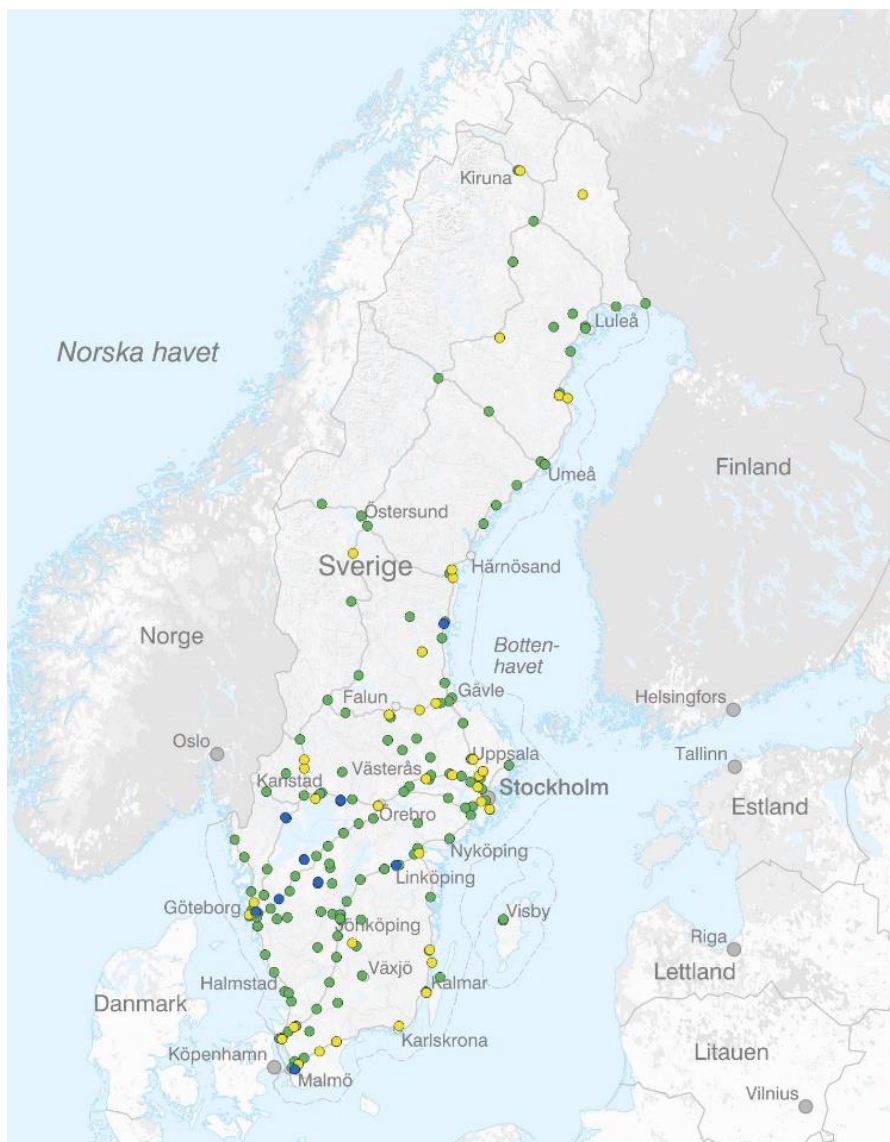 Kiruna
Luleå
Norska havet
Umeå
Finland
Östersund
Sverige
Härnösand
Norge
Botten-
havet
Falun
Gävle
Helsingfors
Oslo
Uppsala
Tallinn
Karlstad
Västerås
Stockholm
Estland
Örebro
Nyköping
Linköping
Göteborg
Visby
Jönköping
Riga
Växjö
Lettland
Halmstad
Kalmar
Danmark
Karlskrona
Köpenhamn
Litauen
Malmö
Vilnius